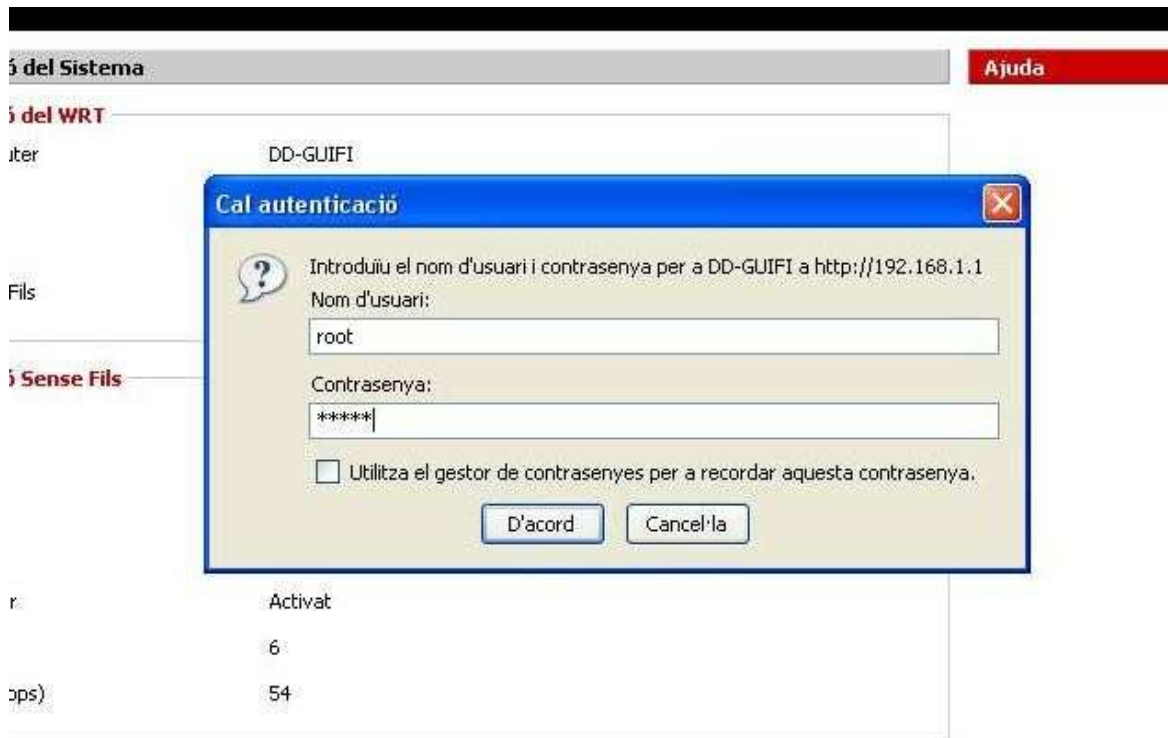 ó del Sistema
Ajuda
ó del WRT
uter
DD-GUIFI
Cal autenticació
Introduïu el nom d'usuari i contrasenya per a DD-GUIFI a http://192.168.1.1
Nom d'usuari:
root
Contrasenya:
*****
Utilitza el gestor de contrasenyes per a recordar aquesta contrasenya.
D'acord
Cancel·la
Fils
ó Sense Fils
r
Activat
6
ops)
54